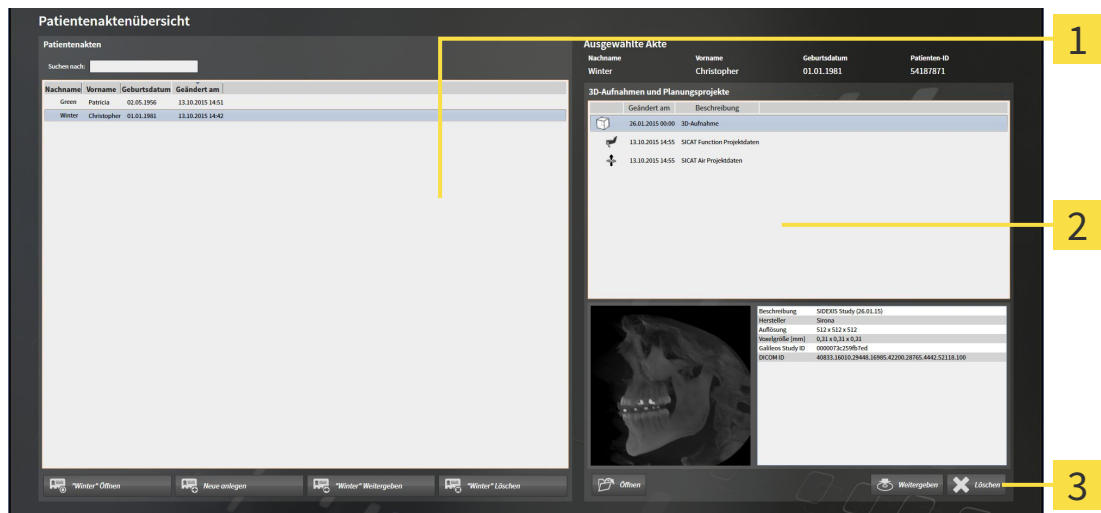 Patientenaktenübersicht
Patientenakten
Suchen nach:
Nachname Vorname Geburtsdatum Geändert am
Green Patricia 02.05.1956 13.10.2015 14:51
Winter Christopher 01.01.1981 13.10.2015 14:42
"Winter" Öffnen
Neue anlegen
"Winter" Weitergeben
"Winter" Löschen
Ausgewählte Akte
Nachname Vorname Geburtsdatum Patienten-ID
Winter Christopher 01.01.1981 54187871
3D-Aufnahmen und Planungsprojekte
Geändert am Beschreibung
26.01.2015 00:00 3D-Aufnahme
13.10.2015 14:55 SICAT Function Projektdaten
13.10.2015 14:55 SICAT Air Projektdaten
Beschreibung SIDEXIS Study (26.01.15)
Hersteller Sirona
Auflösung 512 x 512 x 512
Voxelgröße [mm] 0,31 x 0,31 x 0,31
Galileos Study ID 0000073c259fb7ed
DICOM ID 40833.16010.29448.16985.42200.28765.4442.52118.100
Öffnen
Weitergeben
Löschen
1
2
3